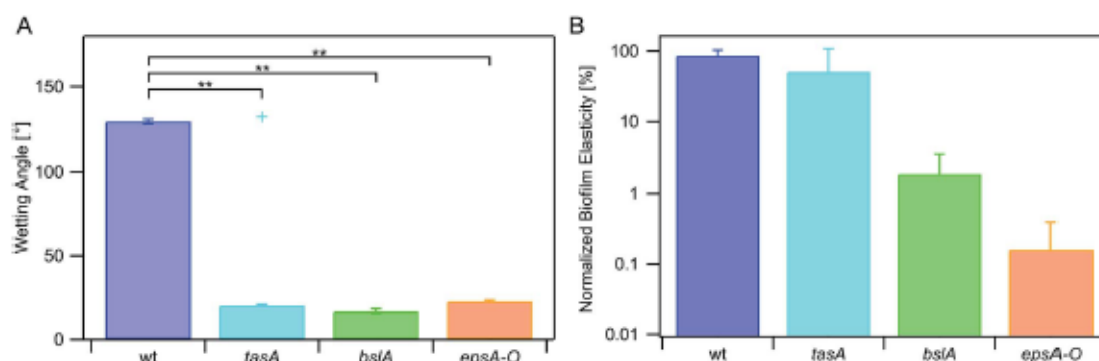 A
B
Wetting Angle [°]
150
100
50
0
**
**
**
+
wt
tasA
bslA
epsA-O
Normalized Biofilm Elasticity [%]
100
10
1
0.1
0.01
wt
tasA
bslA
epsA-O